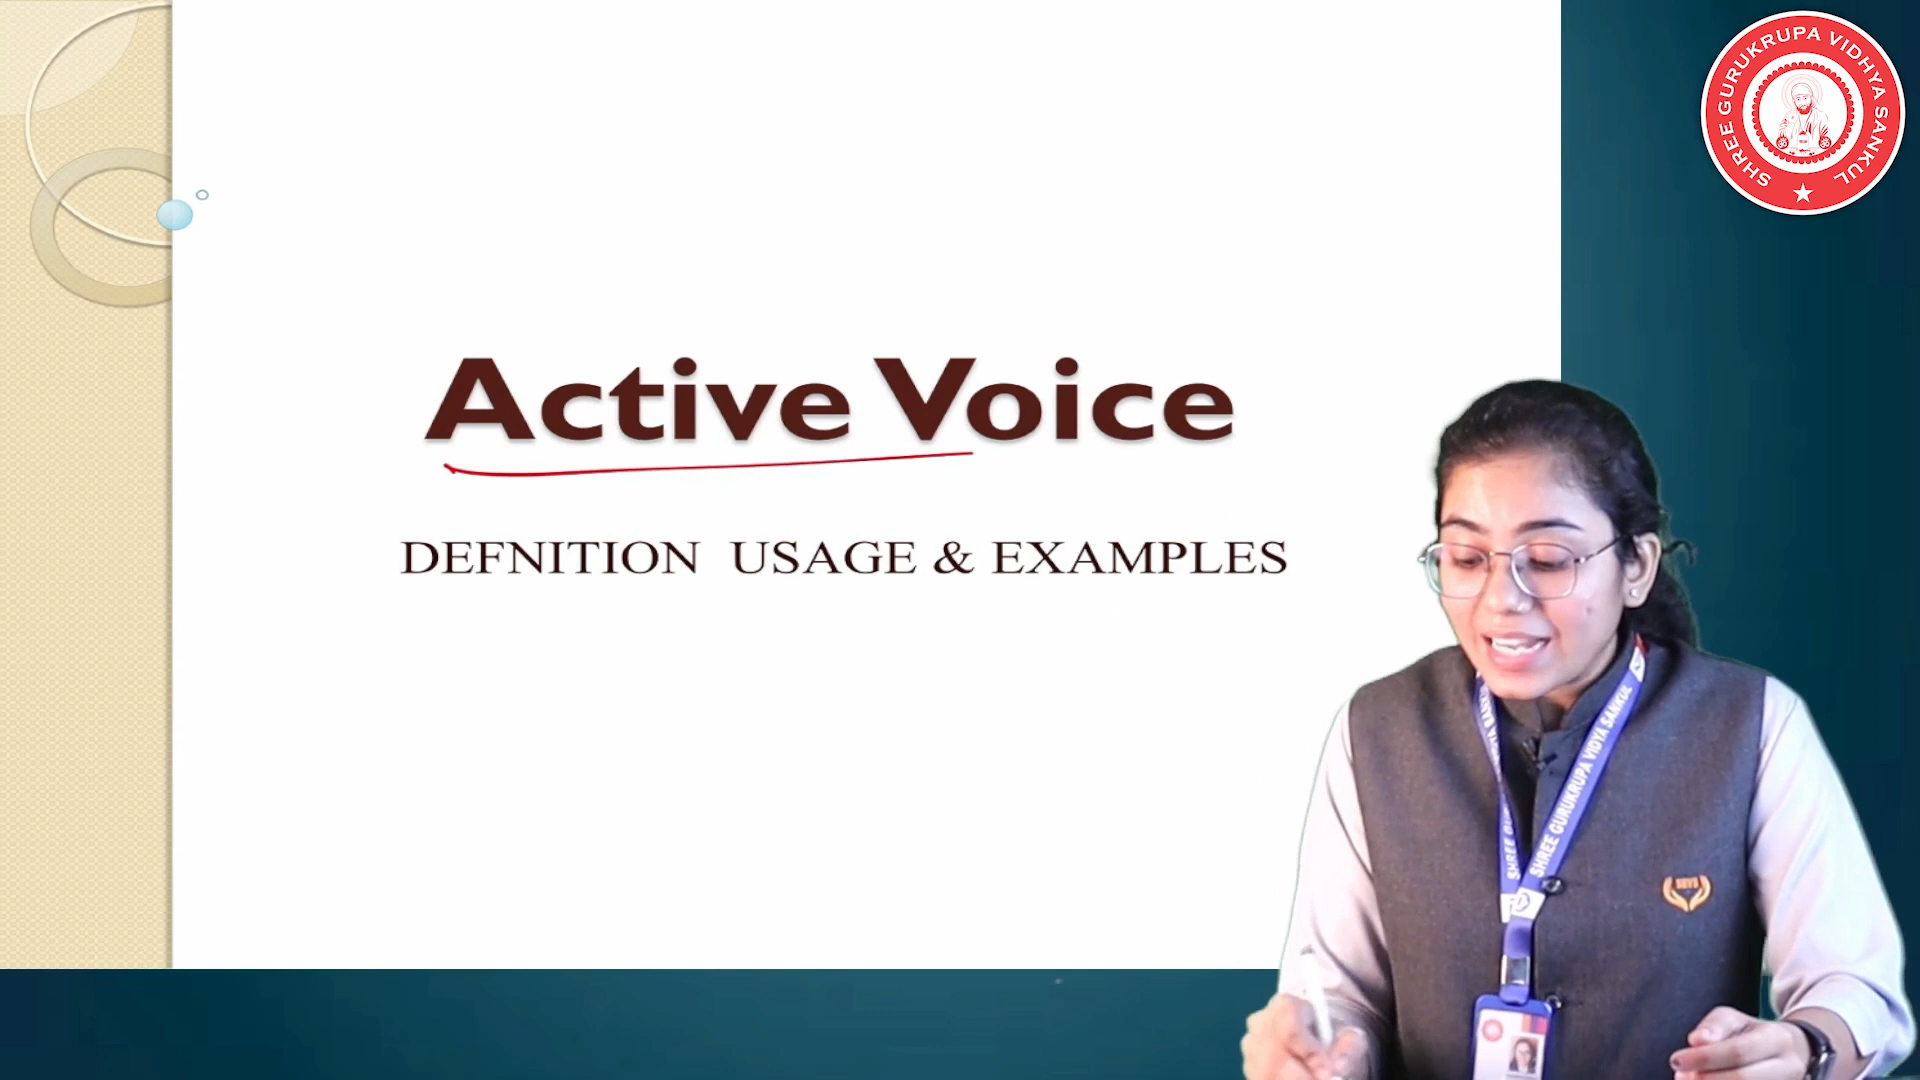 SHREE GURUKRUPA VIDHYA SANKUL
Active Voice
DEFNITION USAGE & EXAMPLES
SHREE GURUKRUPA VIDYA SANKUL